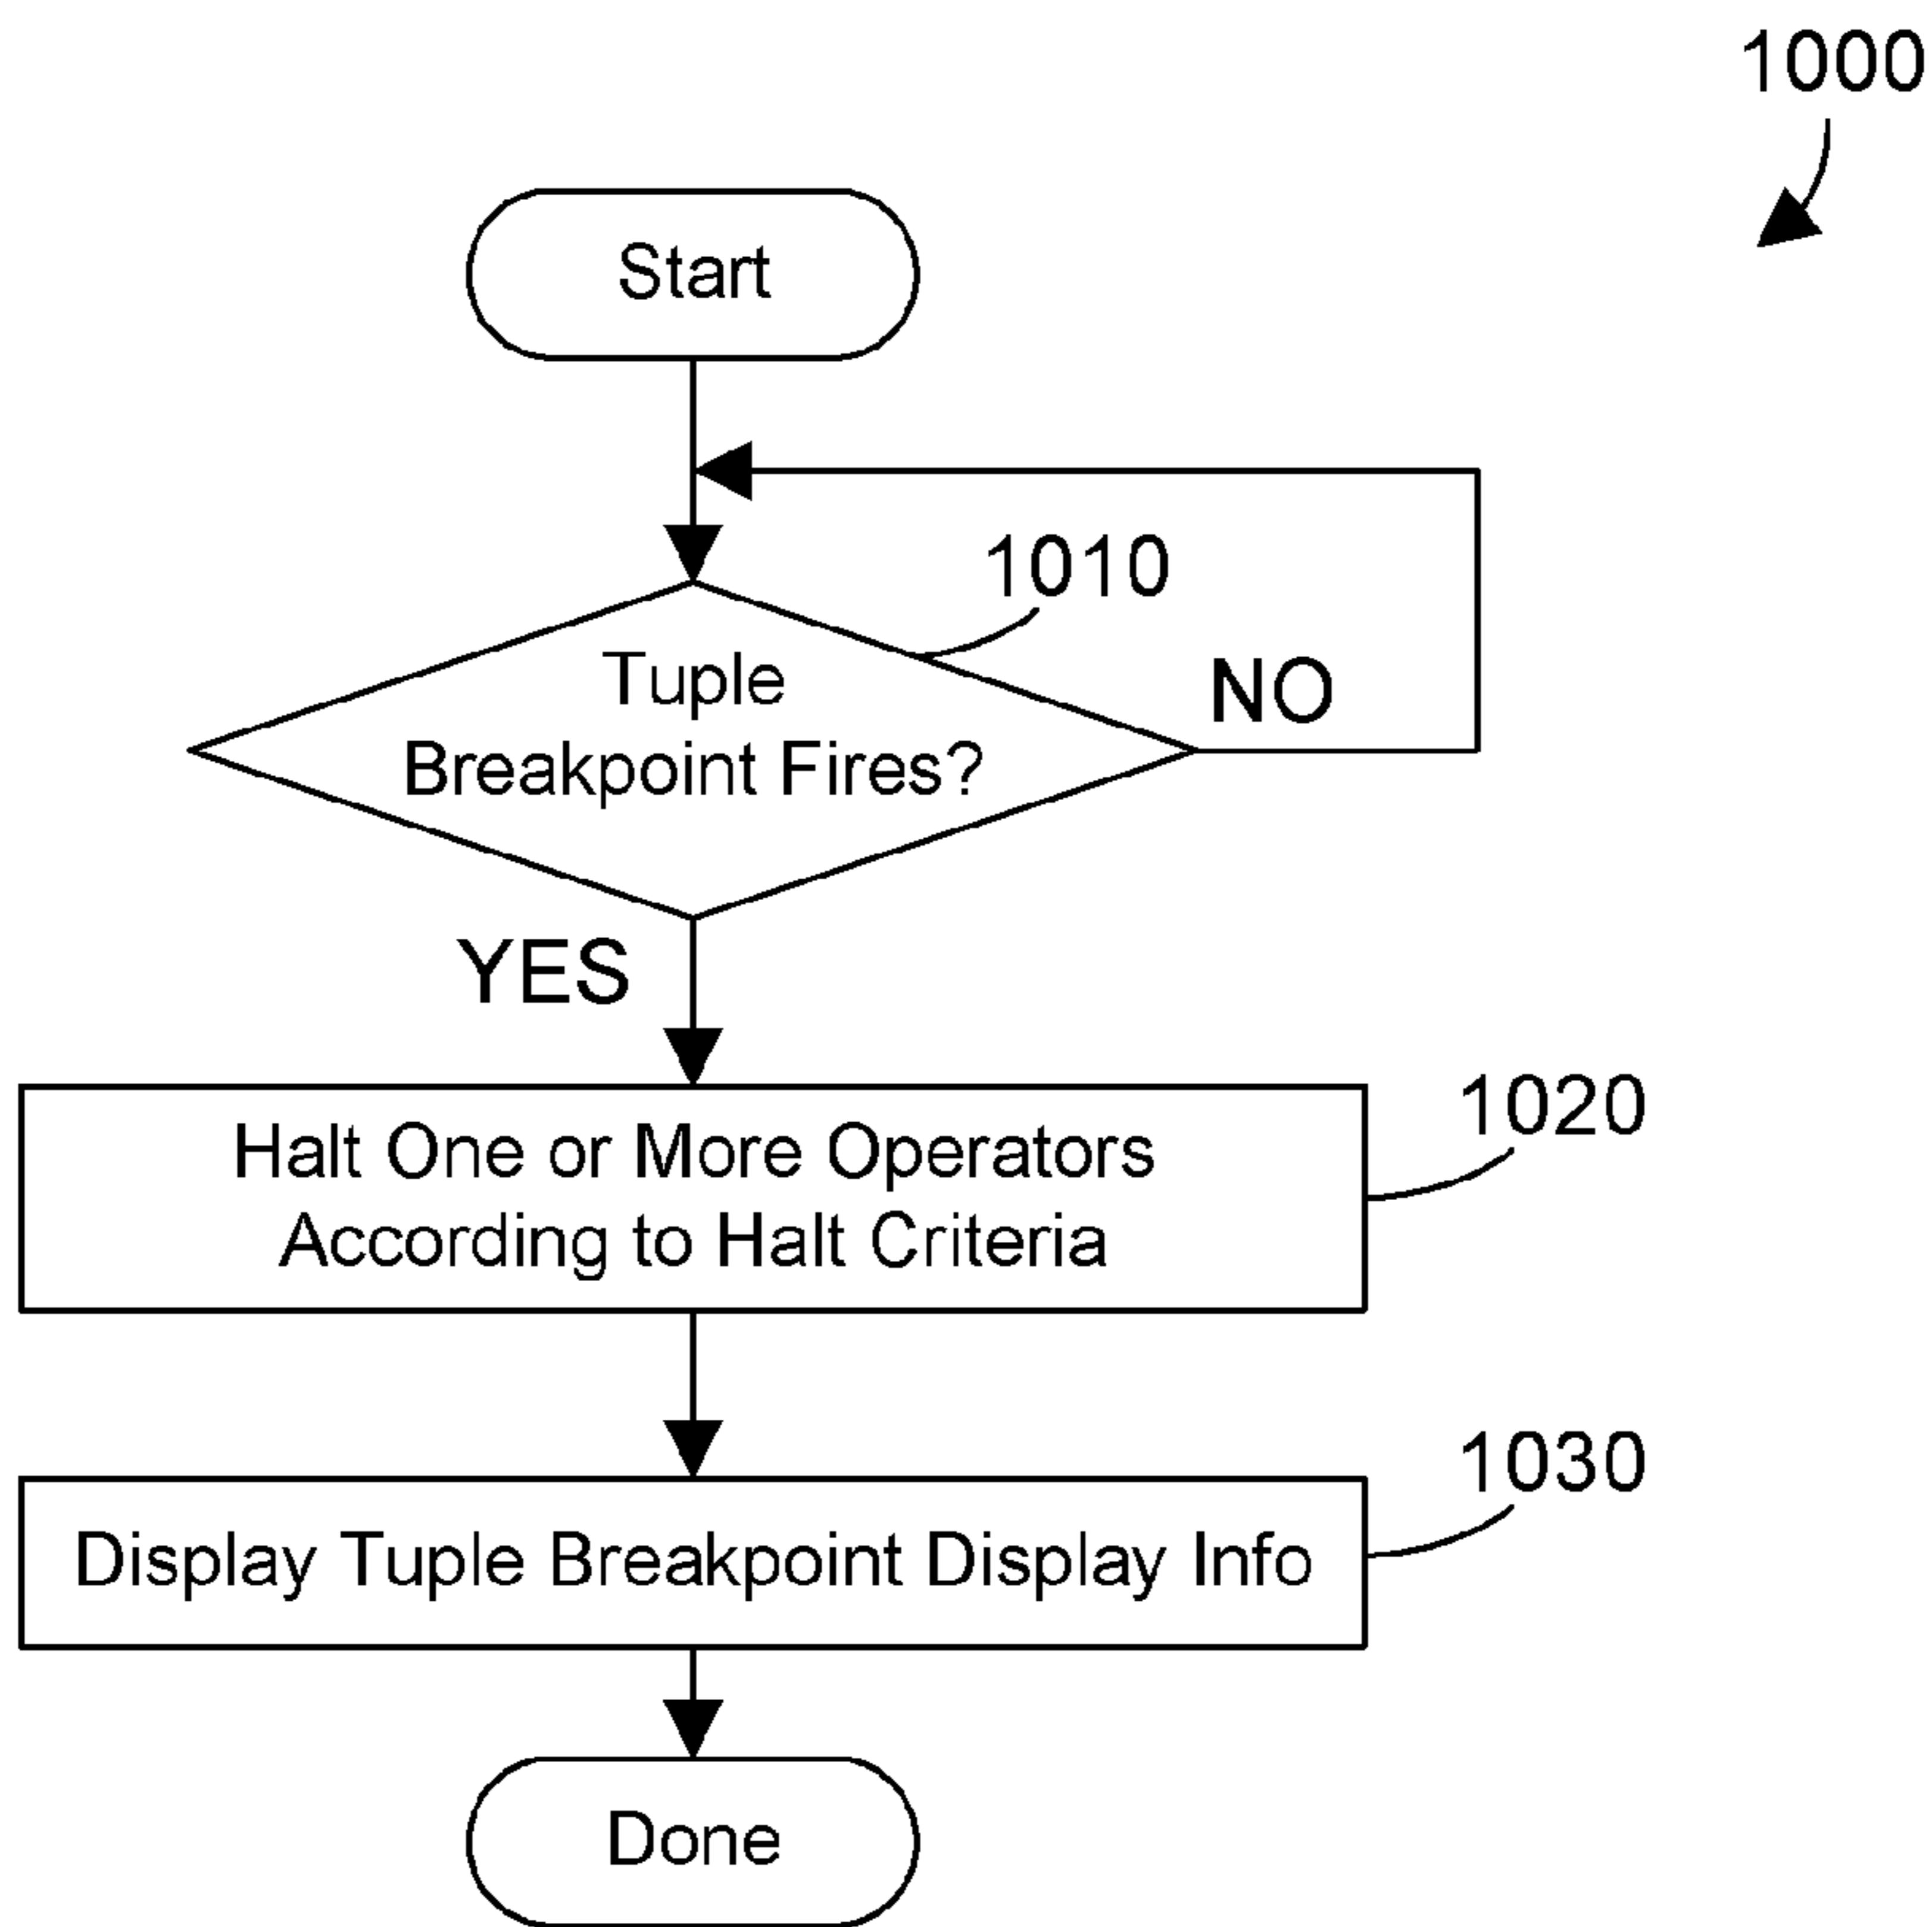 1000
Start
1010
Tuple
Breakpoint Fires?
NO
YES
1020
Halt One or More Operators
According to Halt Criteria
1030
Display Tuple Breakpoint Display Info
Done